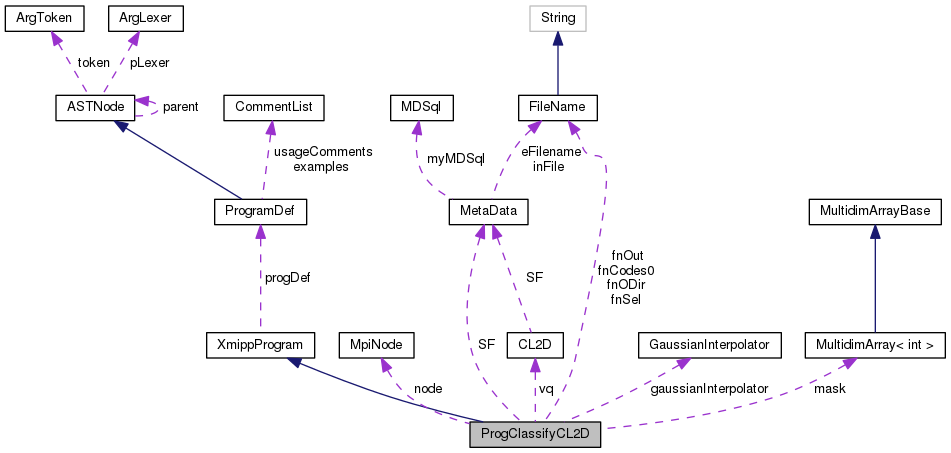 ArgToken
ArgLexer
String
token
pLexer
ASTNode
parent
CommentList
MDSql
FileName
usageComments
examples
myMDSql
eFilename
inFile
ProgramDef
MetaData
MultidimArrayBase
progDef
SF
fnOut
fnCodes0
fnODir
fnSel
XmippProgram
MpiNode
SF
CL2D
GaussianInterpolator
MultidimArray< int >
node
vq
gaussianInterpolator
mask
ProgClassifyCL2D